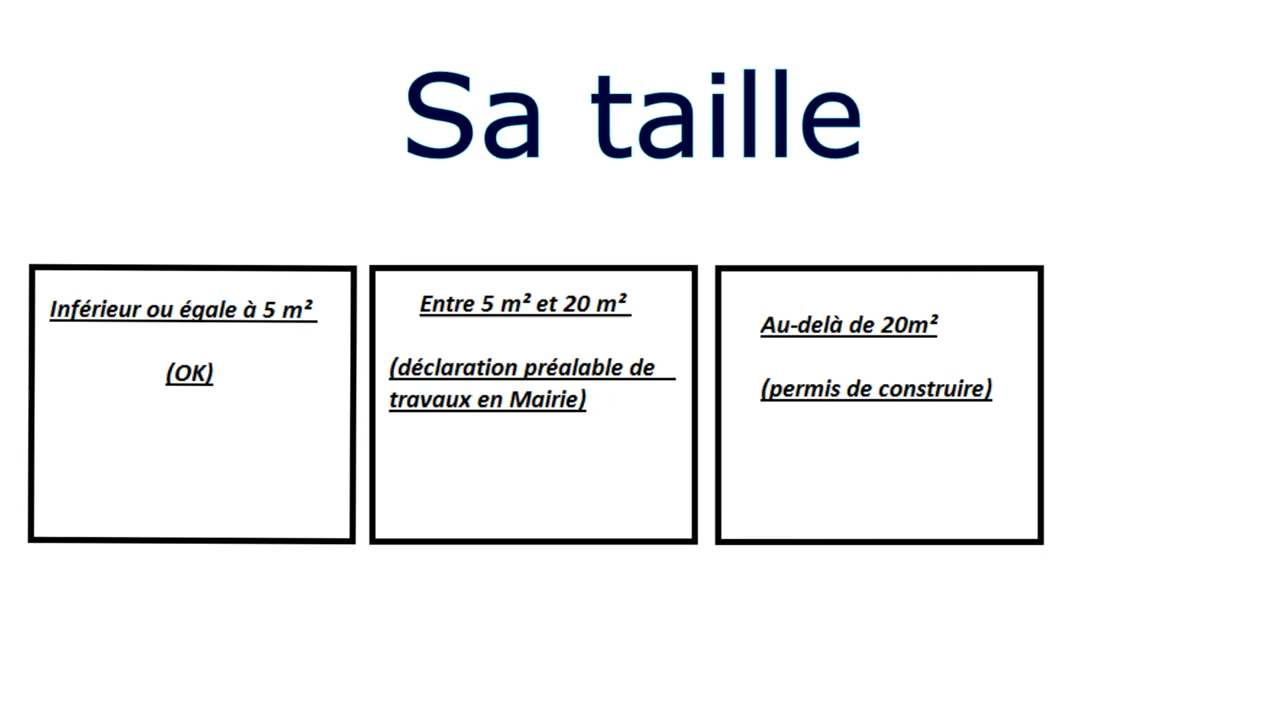 Sa taille
Inférieur ou égale à 5 m²
(OK)
Entre 5 m² et 20 m²
(déclaration préalable de
travaux en Mairie)
Au-delà de 20m²
(permis de construire)